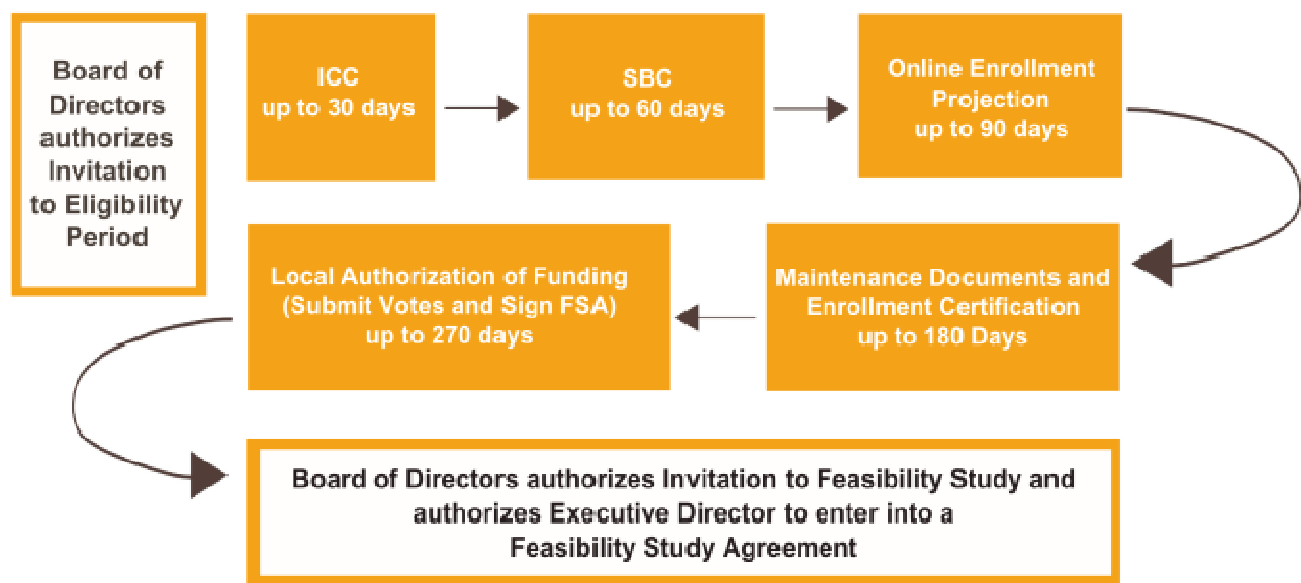 Board of
Directors
authorizes
Invitation
to Eligibility
Period
ICC
up to 30 days
SBC
up to 60 days
Online Enrollment
Projection
up to 90 days
Maintenance Documents and
Enrollment Certification
up to 180 Days
Local Authorization of Funding
(Submit Votes and Sign FSA)
up to 270 days
Board of Directors authorizes Invitation to Feasibility Study and
authorizes Executive Director to enter into a
Feasibility Study Agreement